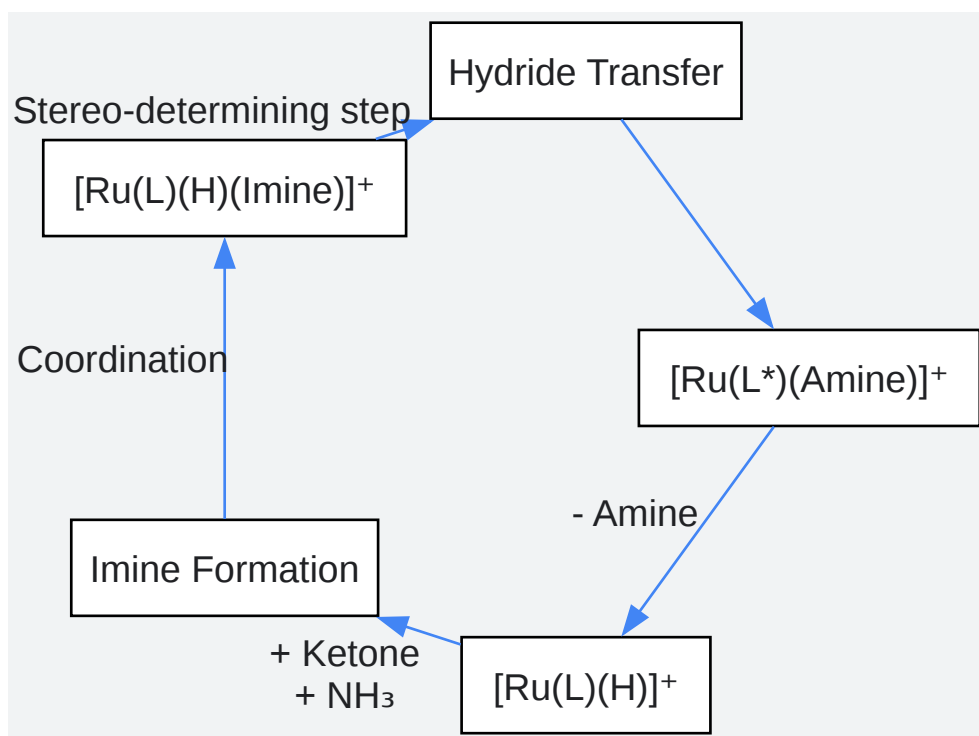 Hydride Transfer
Stereo-determining step
[Ru(L)(H)(Imine)]⁺
Coordination
[Ru(L*)(Amine)]⁺
- Amine
Imine Formation
+ Ketone
+ NH₃
[Ru(L)(H)]⁺